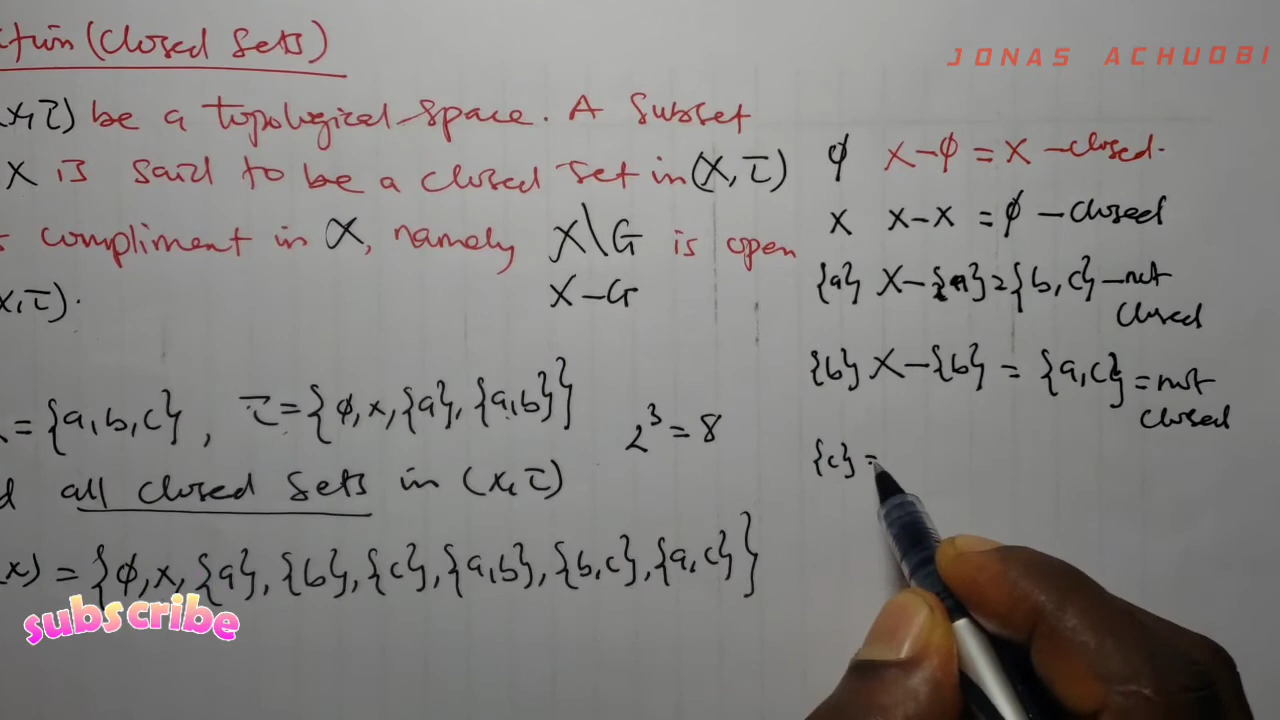 tion (Closed Sets)
JONAS ACHUOBI
(X,τ) be a topological space. A Subset
X is said to be a closed set in (X,τ)
compliment in X, namely X\G is open
X-G
X,τ).
= {a,b,c}, τ = {φ, x, {a}, {a,b}}
2³ = 8
all closed sets in (x,τ)
x) = {φ, x, {a}, {b}, {c}, {a,b}, {b,c}, {a,c}}
subscribe
φ X-φ = X -closed.
X X-X = φ -closed
{a} X-{a} = {b,c} -not
closed
{b} X-{b} = {a,c} = not
closed
{c} =